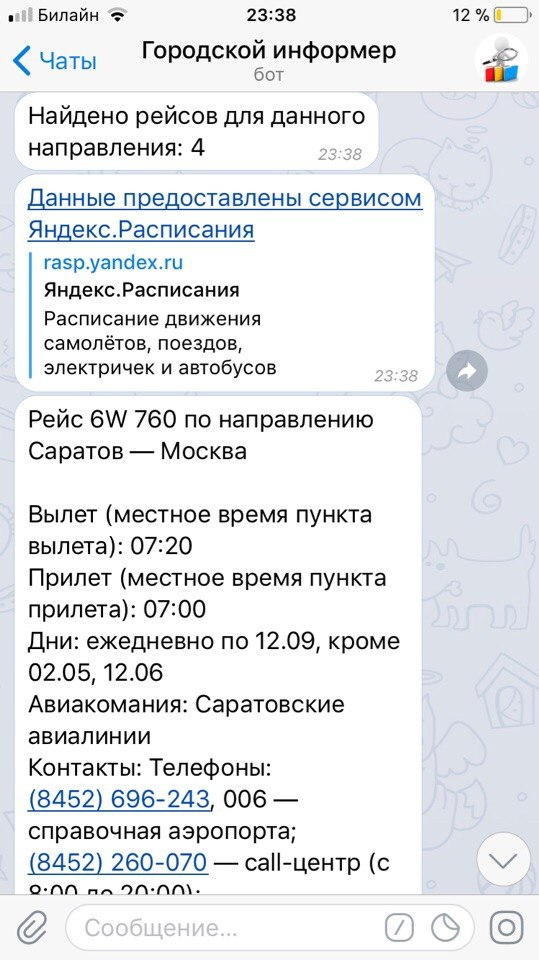 Билайн 23:38 12 %
Чаты
Городской информер
бот
Найдено рейсов для данного
направления: 4
23:38
Данные предоставлены сервисом
Яндекс.Расписания
rasp.yandex.ru
Яндекс.Расписания
Расписание движения
самолётов, поездов,
электричек и автобусов
23:38
Рейс 6W 760 по направлению
Саратов — Москва
Вылет (местное время пункта
вылета): 07:20
Прилет (местное время пункта
прилета): 07:00
Дни: ежедневно по 12.09, кроме
02.05, 12.06
Авиакомания: Саратовские
авиалинии
Контакты: Телефоны:
(8452) 696-243, 006 —
справочная аэропорта;
(8452) 260-070 — call-центр (с
8:00 до 20:00);
Сообщение...